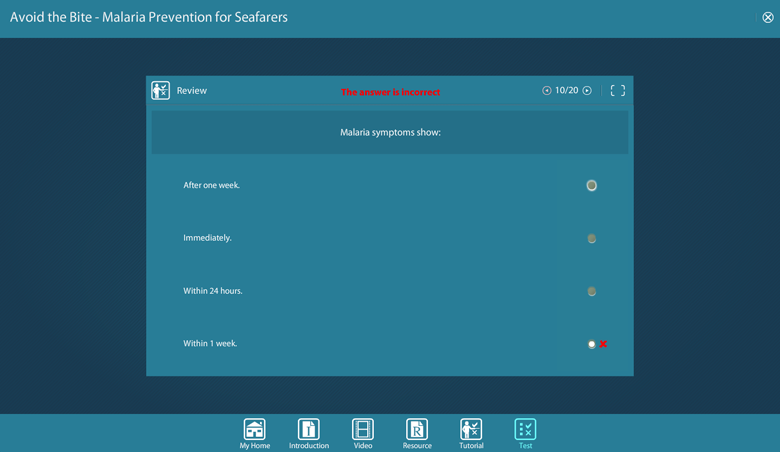 Avoid the Bite - Malaria Prevention for Seafarers
Review
The answer is incorrect
10/20
Malaria symptoms show:
After one week.
Immediately.
Within 24 hours.
Within 1 week.
My Home
Introduction
Video
Resource
Tutorial
Test